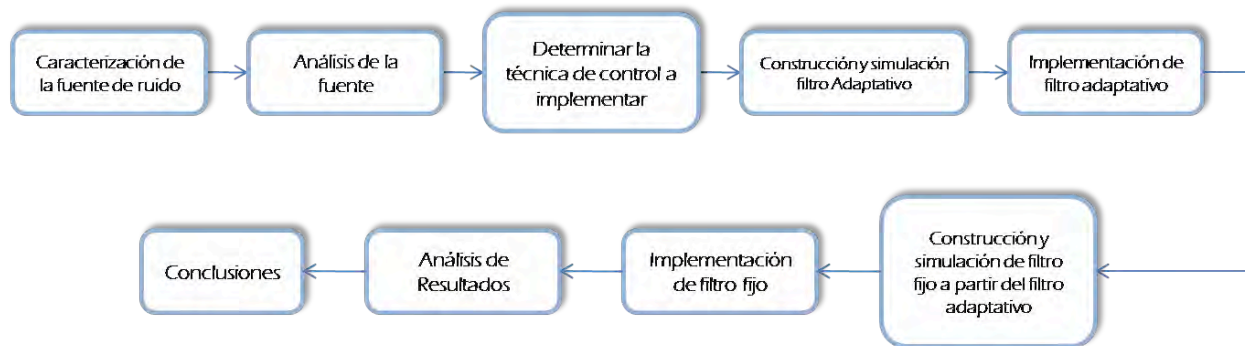 Caracterización de
la fuente de ruido
Análisis de la
fuente
Determinar la
técnica de control a
implementar
Construcción y simulación
filtro Adaptativo
Implementación de
filtro adaptativo
Construcción y
simulación de filtro
fijo a partir del filtro
adaptativo
Implementación
de filtro fijo
Análisis de
Resultados
Conclusiones